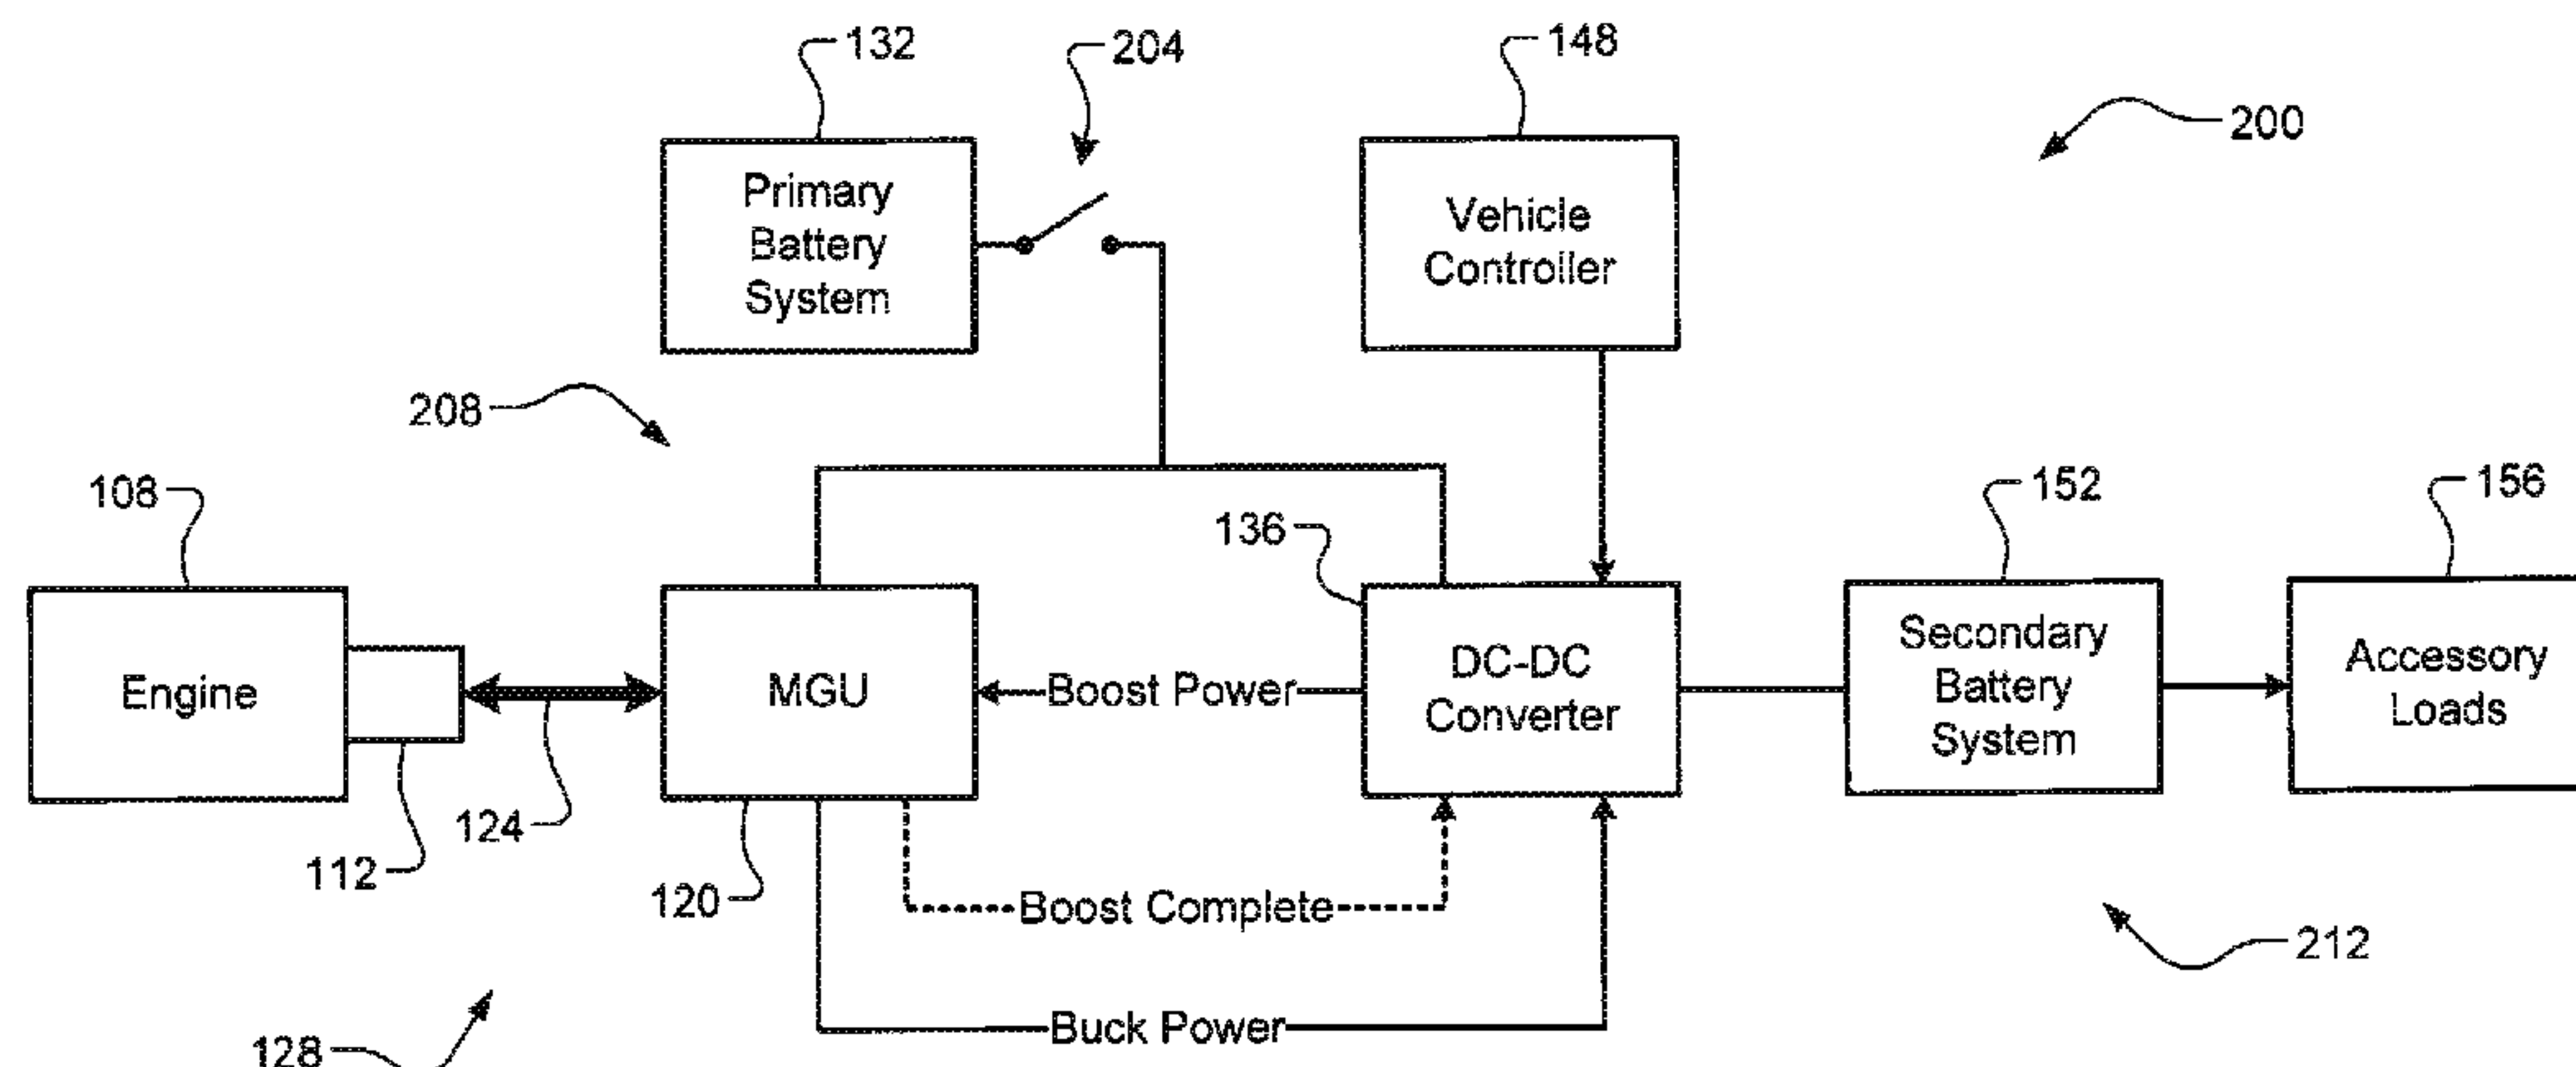 132
204
148
200
Primary
Battery
System
Vehicle
Controller
208
108
136
152
156
Engine
MGU
Boost Power
DC-DC
Converter
Secondary
Battery
System
Accessory
Loads
124
112
120
Boost Complete
212
Buck Power
128